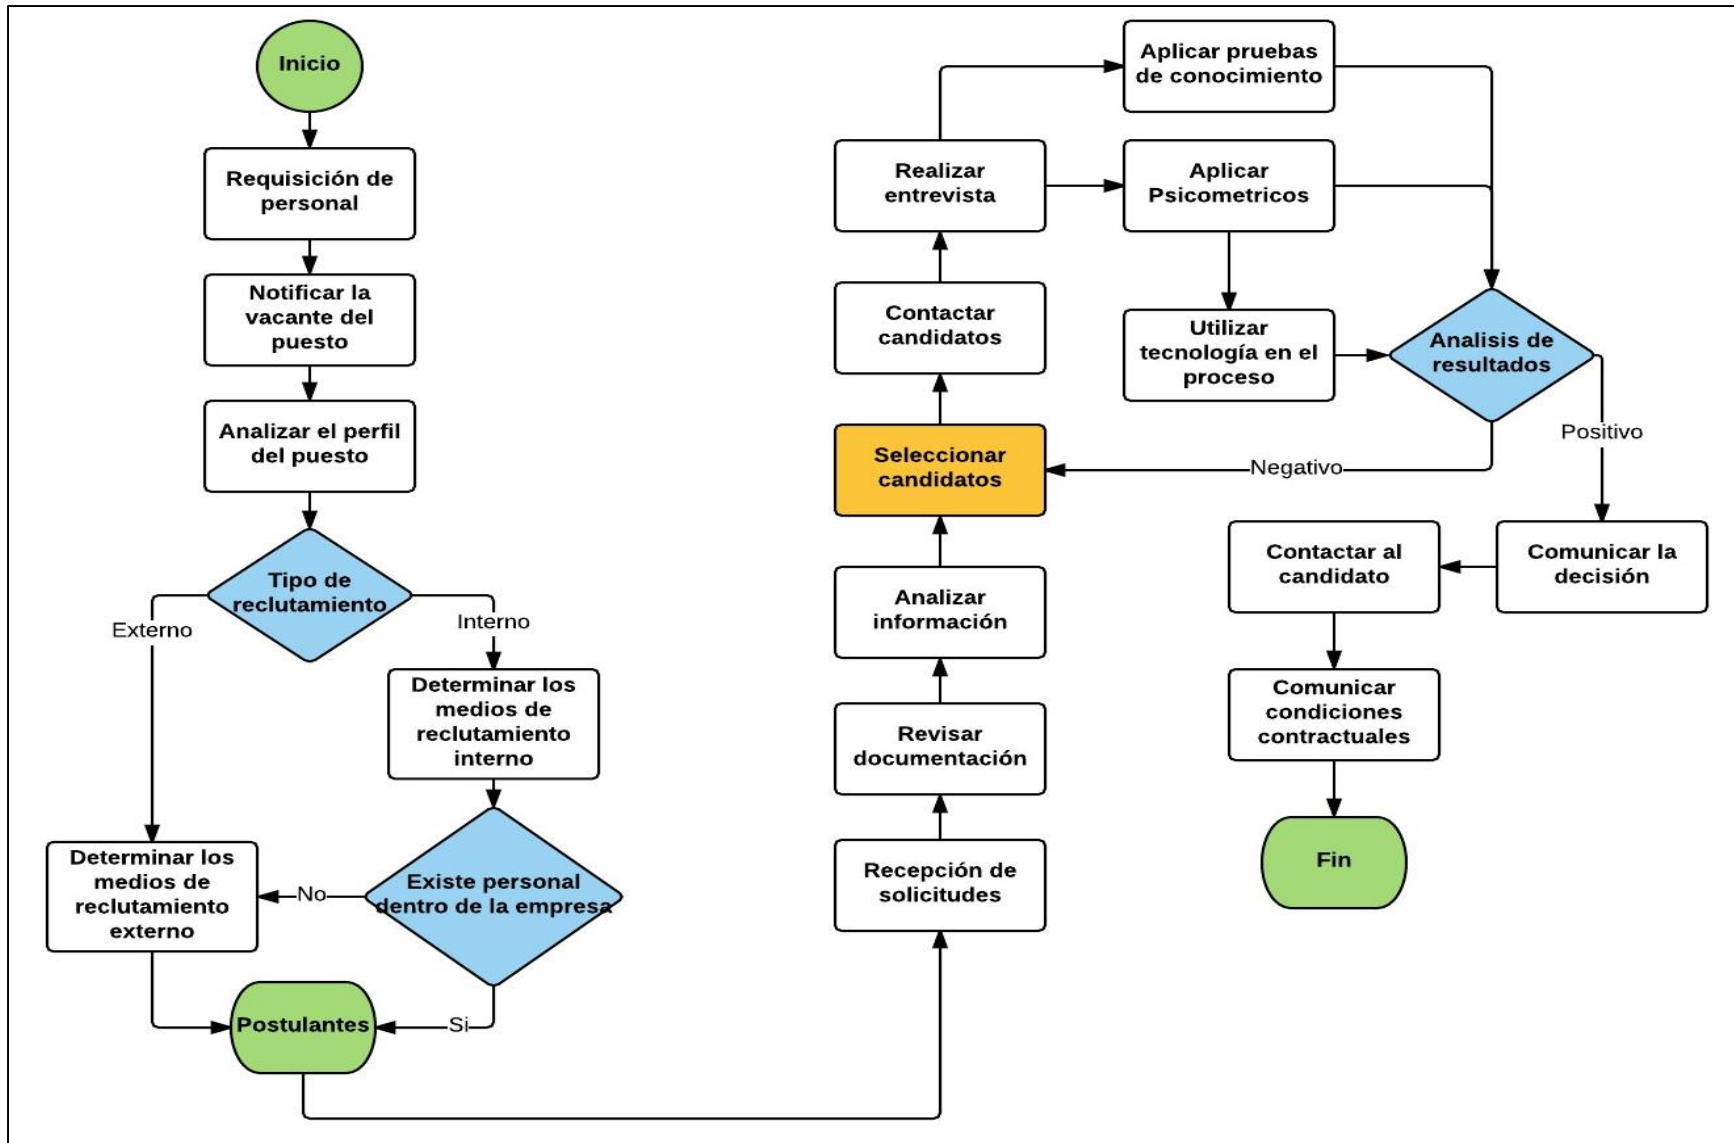 Inicio
Requisición de
personal
Notificar la
vacante del
puesto
Analizar el perfil
del puesto
Tipo de
reclutamiento
Externo
Interno
Determinar los
medios de
reclutamiento
interno
Determinar los
medios de
reclutamiento
externo
No
Existe personal
dentro de la empresa
Si
Postulantes
Recepción de
solicitudes
Revisar
documentación
Analizar
información
Seleccionar
candidatos
Contactar
candidatos
Realizar
entrevista
Aplicar pruebas
de conocimiento
Aplicar
Psicometricos
Utilizar
tecnología en el
proceso
Analisis de
resultados
Negativo
Positivo
Comunicar la
decisión
Contactar al
candidato
Comunicar
condiciones
contractuales
Fin